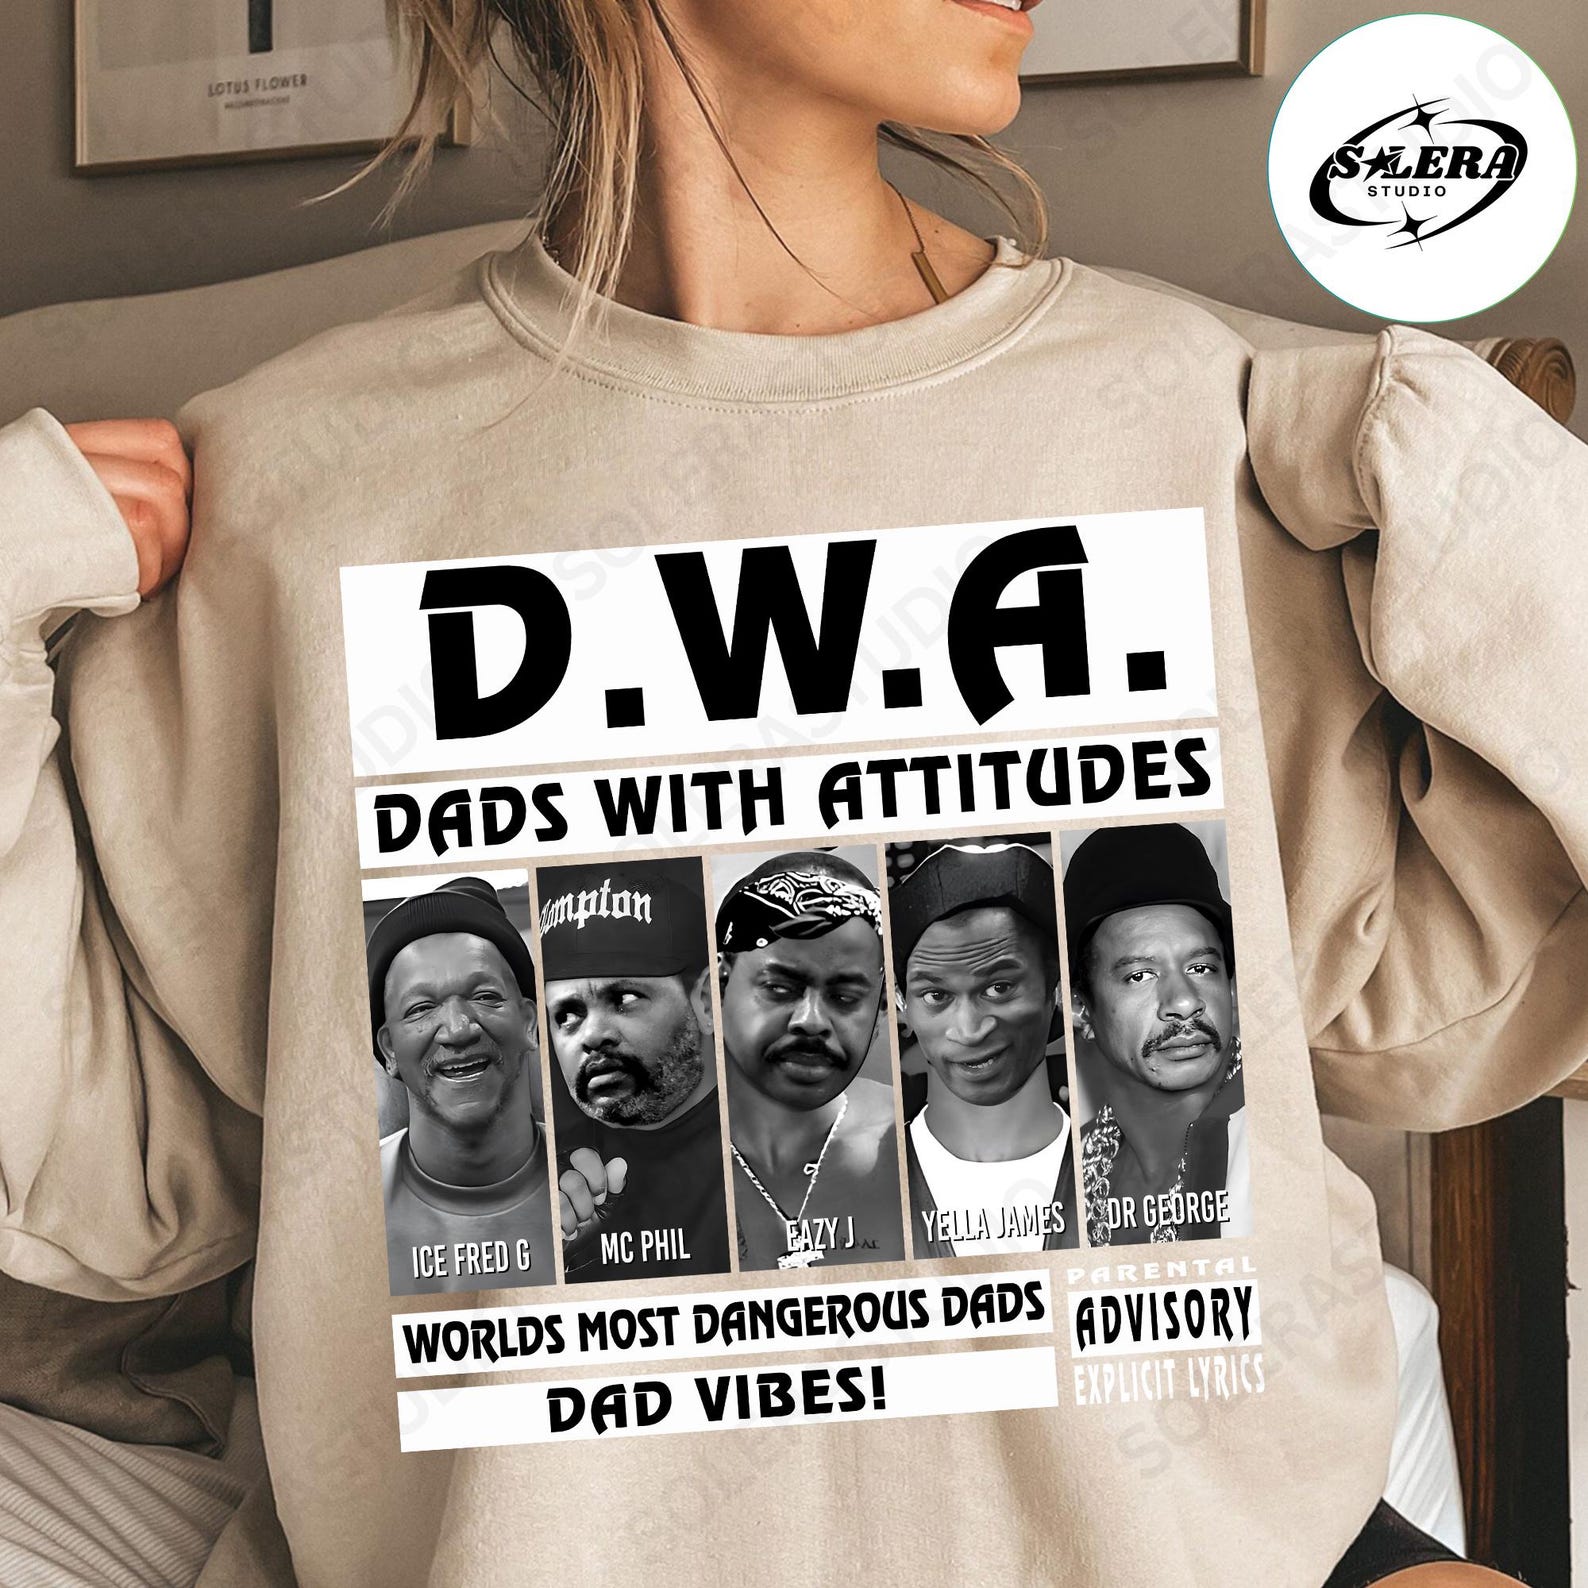 LOTUS FLOWER
SOLERA
STUDIO
D.W.A.
DADS WITH ATTITUDES
Compton
ICE FRED G
MC PHIL
EAZY J
YELLA JAMES
DR GEORGE
WORLDS MOST DANGEROUS DADS
DAD VIBES!
PARENTAL
ADVISORY
EXPLICIT LYRICS